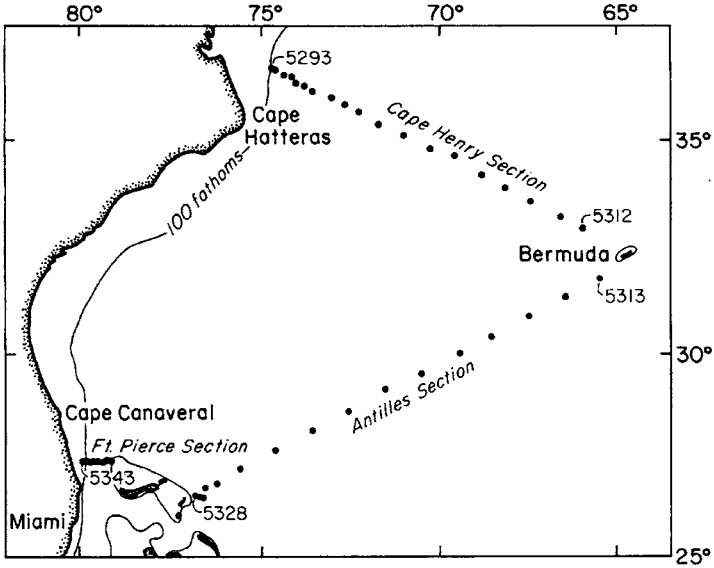 80° 75° 70° 65°
5293
Cape Henry Section
Cape
Hatteras
35°
100 fathoms
5312
Bermuda
5313
30°
Antilles Section
Cape Canaveral
Ft. Pierce Section
5343
5328
Miami
25°